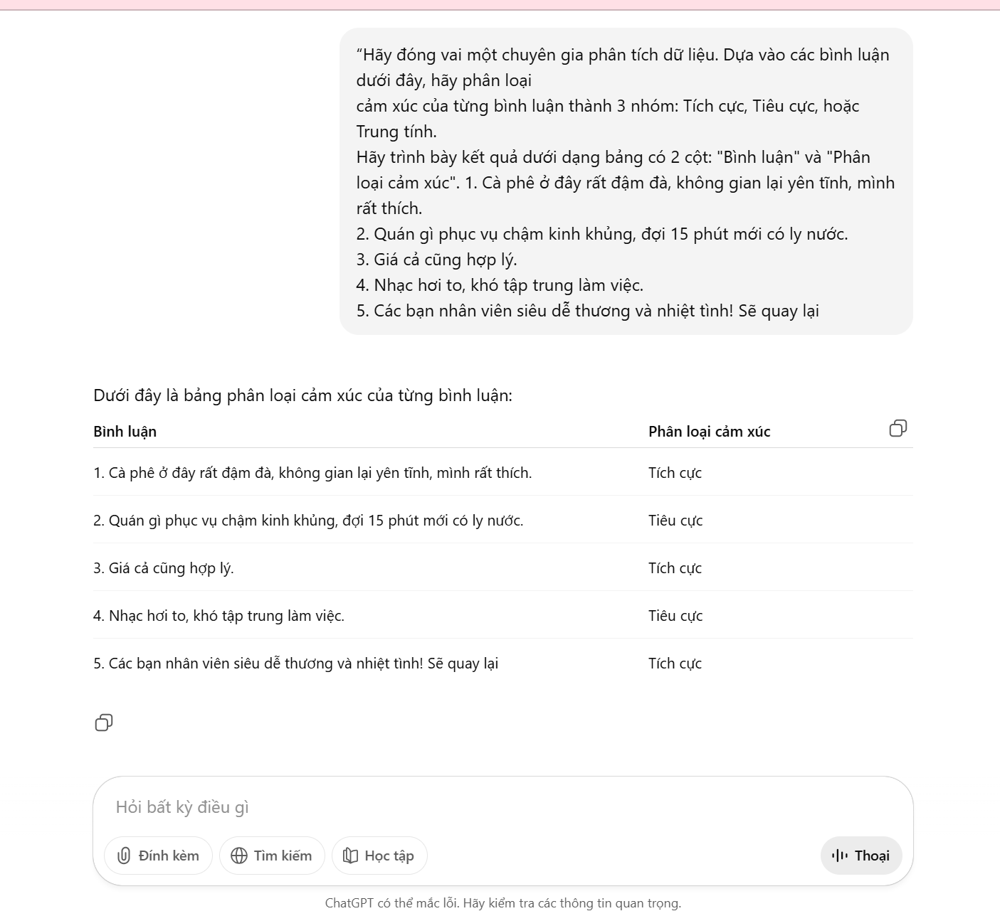 “Hãy đóng vai một chuyên gia phân tích dữ liệu. Dựa vào các bình luận
dưới đây, hãy phân loại
cảm xúc của từng bình luận thành 3 nhóm: Tích cực, Tiêu cực, hoặc
Trung tính.
Hãy trình bày kết quả dưới dạng bảng có 2 cột: "Bình luận" và "Phân
loại cảm xúc". 1. Cà phê ở đây rất đậm đà, không gian lại yên tĩnh, mình
rất thích.
2. Quán gì phục vụ chậm kinh khủng, đợi 15 phút mới có ly nước.
3. Giá cả cũng hợp lý.
4. Nhạc hơi to, khó tập trung làm việc.
5. Các bạn nhân viên siêu dễ thương và nhiệt tình! Sẽ quay lại
Dưới đây là bảng phân loại cảm xúc của từng bình luận:
Bình luận Phân loại cảm xúc
1. Cà phê ở đây rất đậm đà, không gian lại yên tĩnh, mình rất thích. Tích cực
2. Quán gì phục vụ chậm kinh khủng, đợi 15 phút mới có ly nước. Tiêu cực
3. Giá cả cũng hợp lý. Tích cực
4. Nhạc hơi to, khó tập trung làm việc. Tiêu cực
5. Các bạn nhân viên siêu dễ thương và nhiệt tình! Sẽ quay lại Tích cực
Hỏi bất kỳ điều gì
Đính kèm Tìm kiếm Học tập Thoại
ChatGPT có thể mắc lỗi. Hãy kiểm tra các thông tin quan trọng.